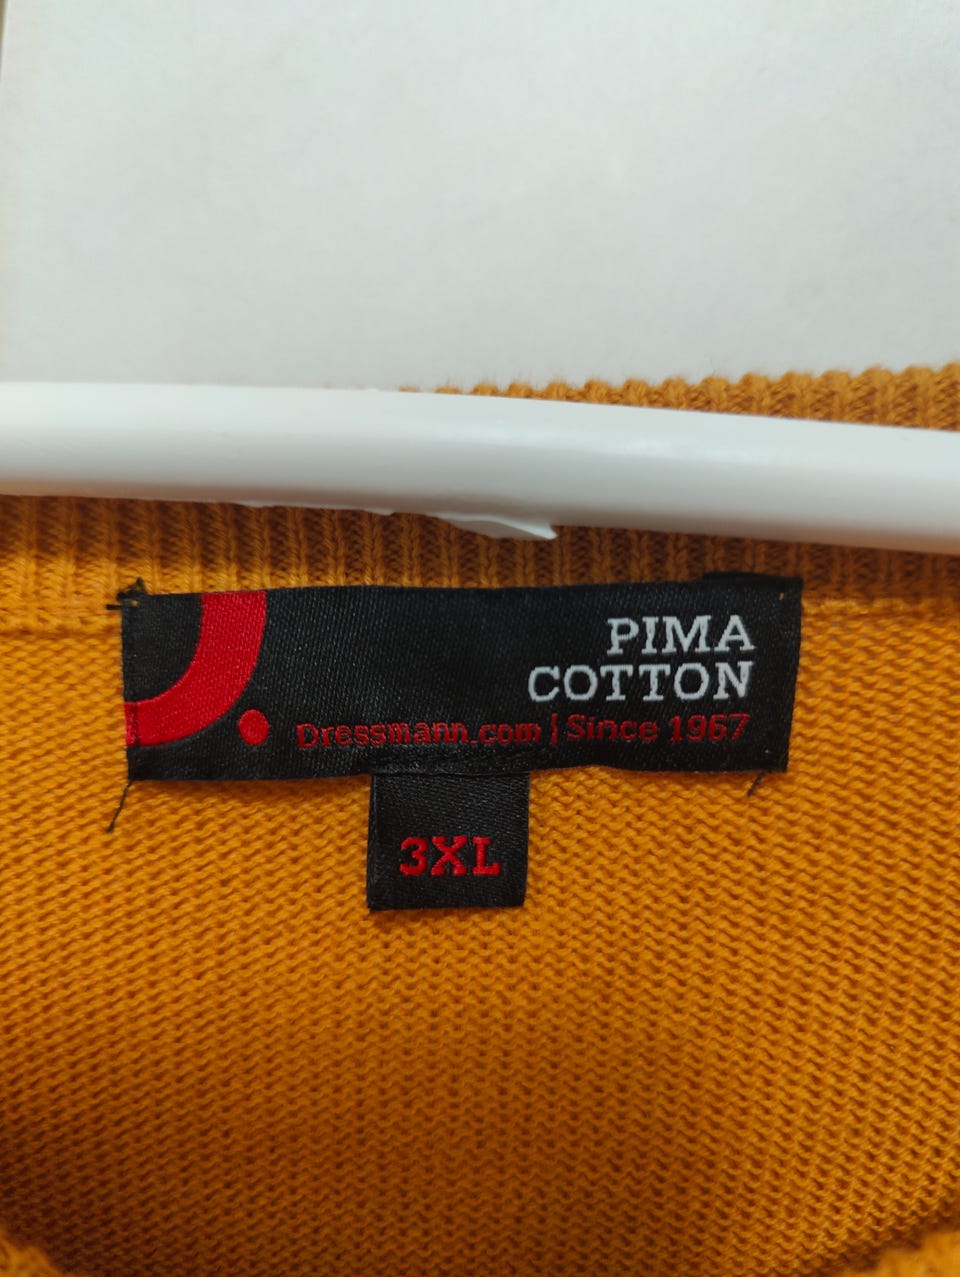 PIMA
COTTON
Dressmann.com | Since 1967
3XL